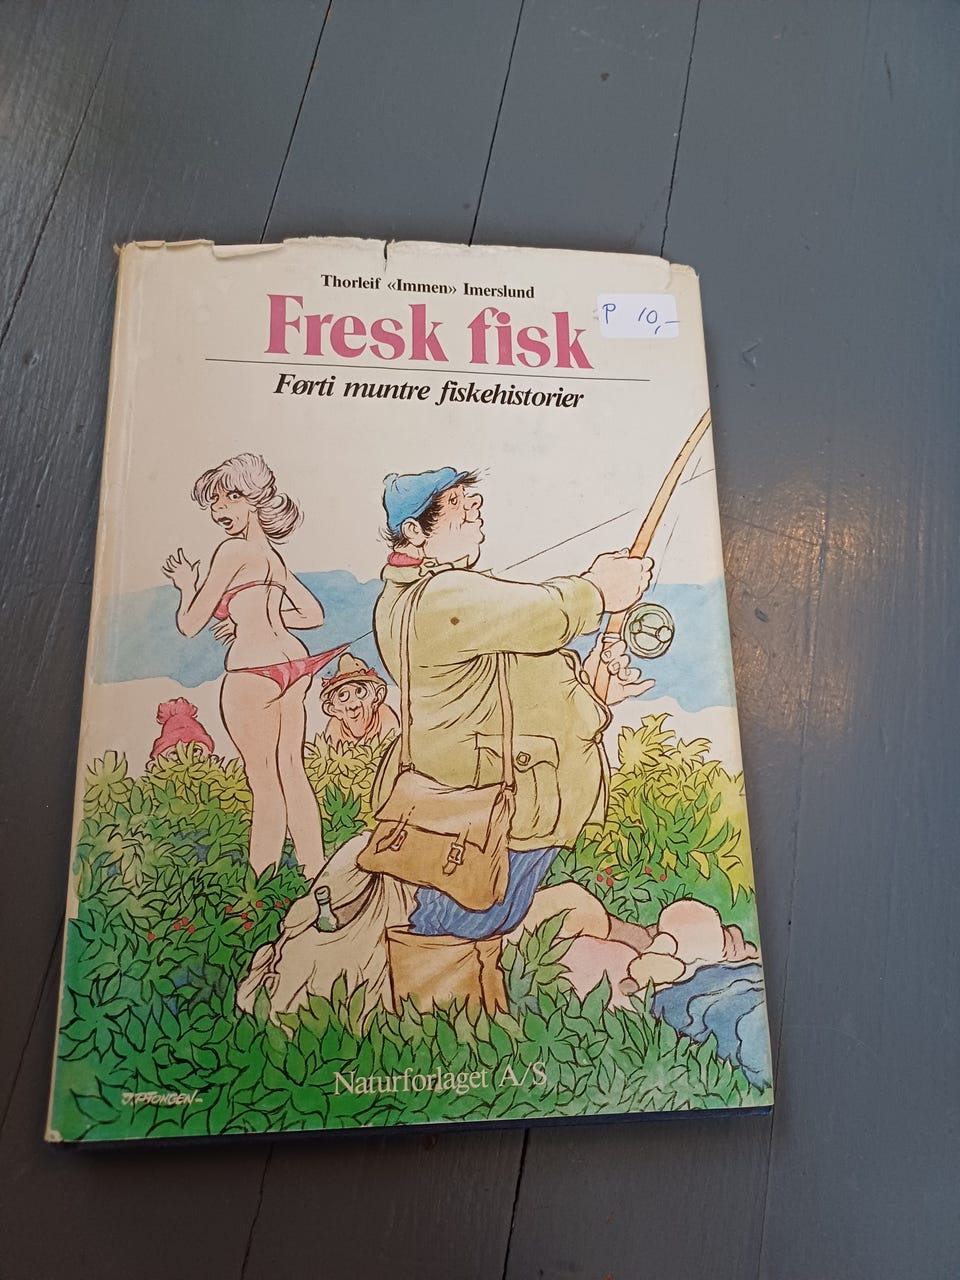 Thorleif «Immen» Imerslund
Fresk fisk
P 10,-
Førti muntre fiskehistorier
Naturforlaget A/S